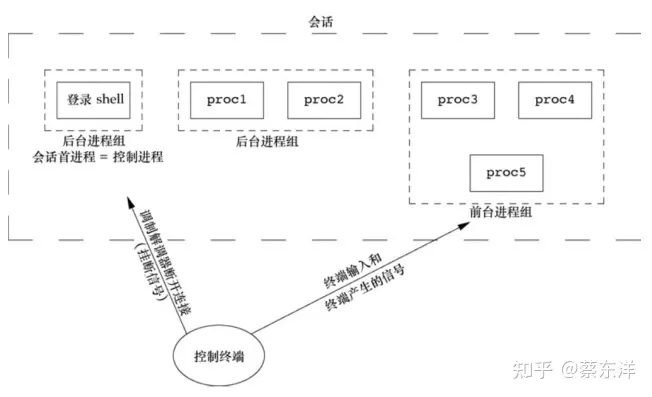 会话
登录 shell
proc1
proc2
proc3
proc4
proc5
后台进程组
会话首进程 = 控制进程
后台进程组
前台进程组
调制解调器断开连接
(挂断信号)
终端输入和
终端产生的信号
控制终端
知乎 @蔡东洋